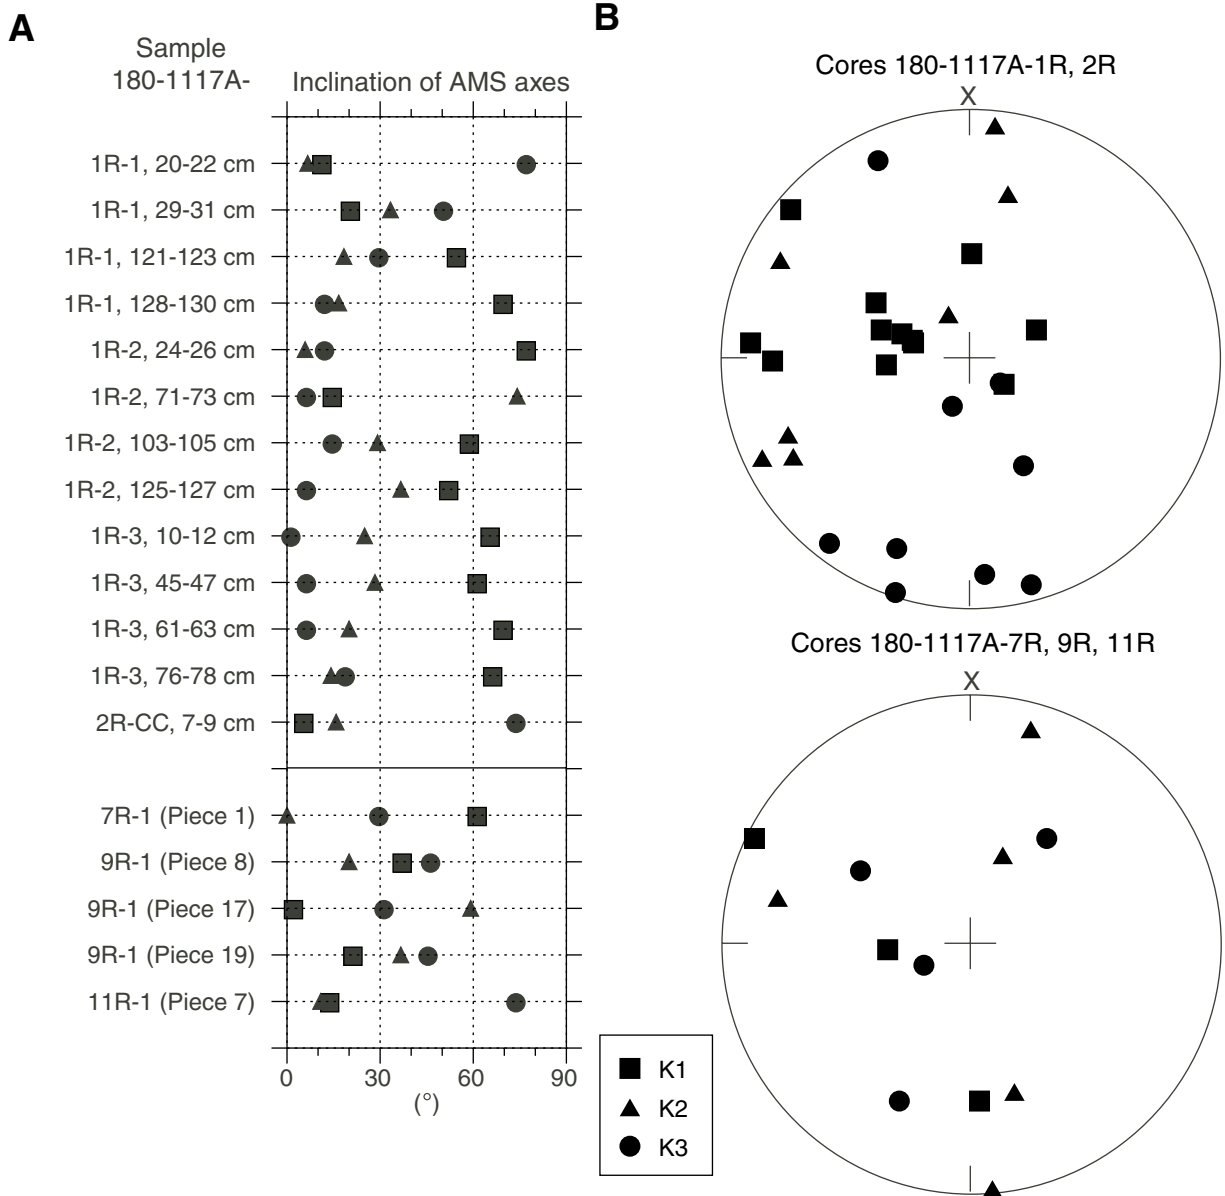 A
Sample
180-1117A-
Inclination of AMS axes
1R-1, 20-22 cm
1R-1, 29-31 cm
1R-1, 121-123 cm
1R-1, 128-130 cm
1R-2, 24-26 cm
1R-2, 71-73 cm
1R-2, 103-105 cm
1R-2, 125-127 cm
1R-3, 10-12 cm
1R-3, 45-47 cm
1R-3, 61-63 cm
1R-3, 76-78 cm
2R-CC, 7-9 cm
7R-1 (Piece 1)
9R-1 (Piece 8)
9R-1 (Piece 17)
9R-1 (Piece 19)
11R-1 (Piece 7)
0 30 60 90
(°)
B
Cores 180-1117A-1R, 2R
X
Cores 180-1117A-7R, 9R, 11R
X
K1
K2
K3